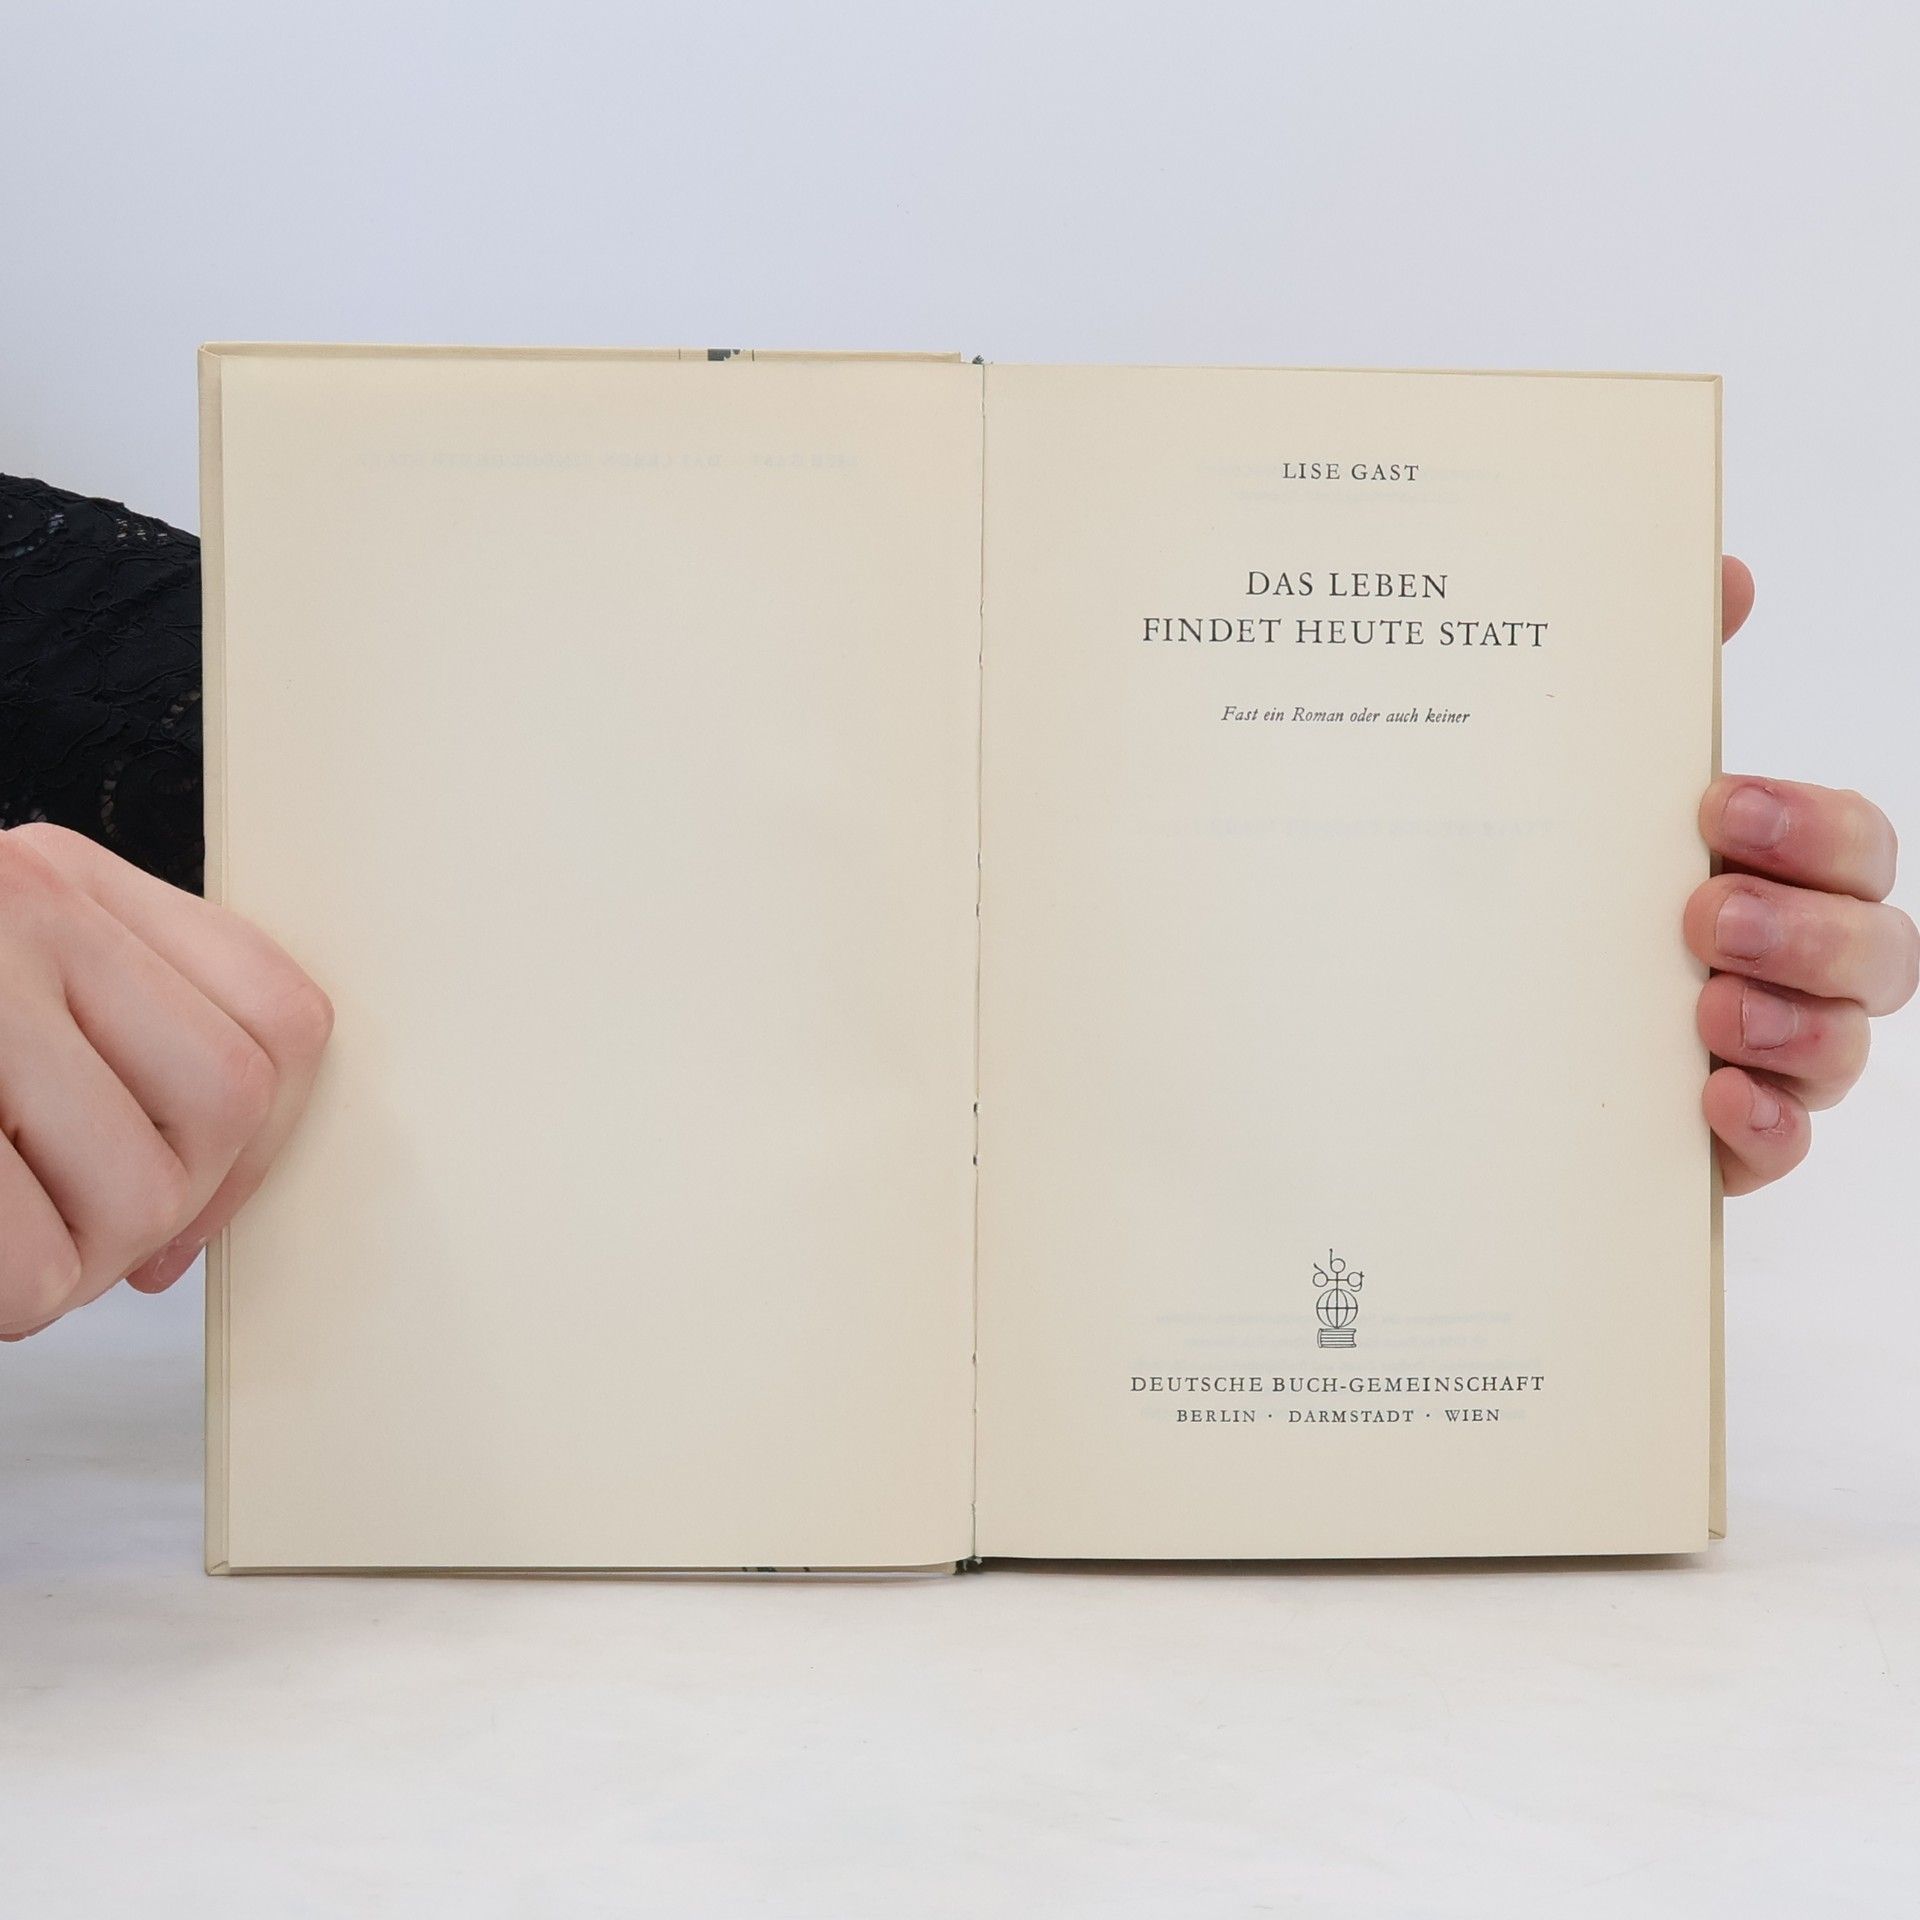 LISE GAST
DAS LEBEN
FINDET HEUTE STATT
Fast ein Roman oder auch keiner
dbg
DEUTSCHE BUCH-GEMEINSCHAFT
BERLIN · DARMSTADT · WIEN